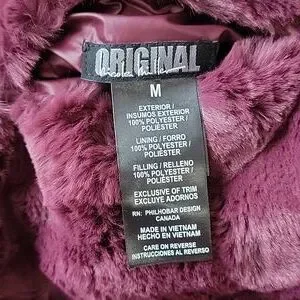 ORIGINAL
M
EXTERIOR /
INSUMOS EXTERIOR
100% POLYESTER /
POLIÉSTER
LINING / FORRO
100% POLYESTER /
POLIÉSTER
FILLING / RELLENO
100% POLYESTER /
POLIÉSTER
EXCLUSIVE OF TRIM
EXCLUYE ADORNOS
RN: PHILHOBAR DESIGN
CANADA
MADE IN VIETNAM
HECHO EN VIETNAM
CARE ON REVERSE
INSTRUCCIONES AL REVERSO